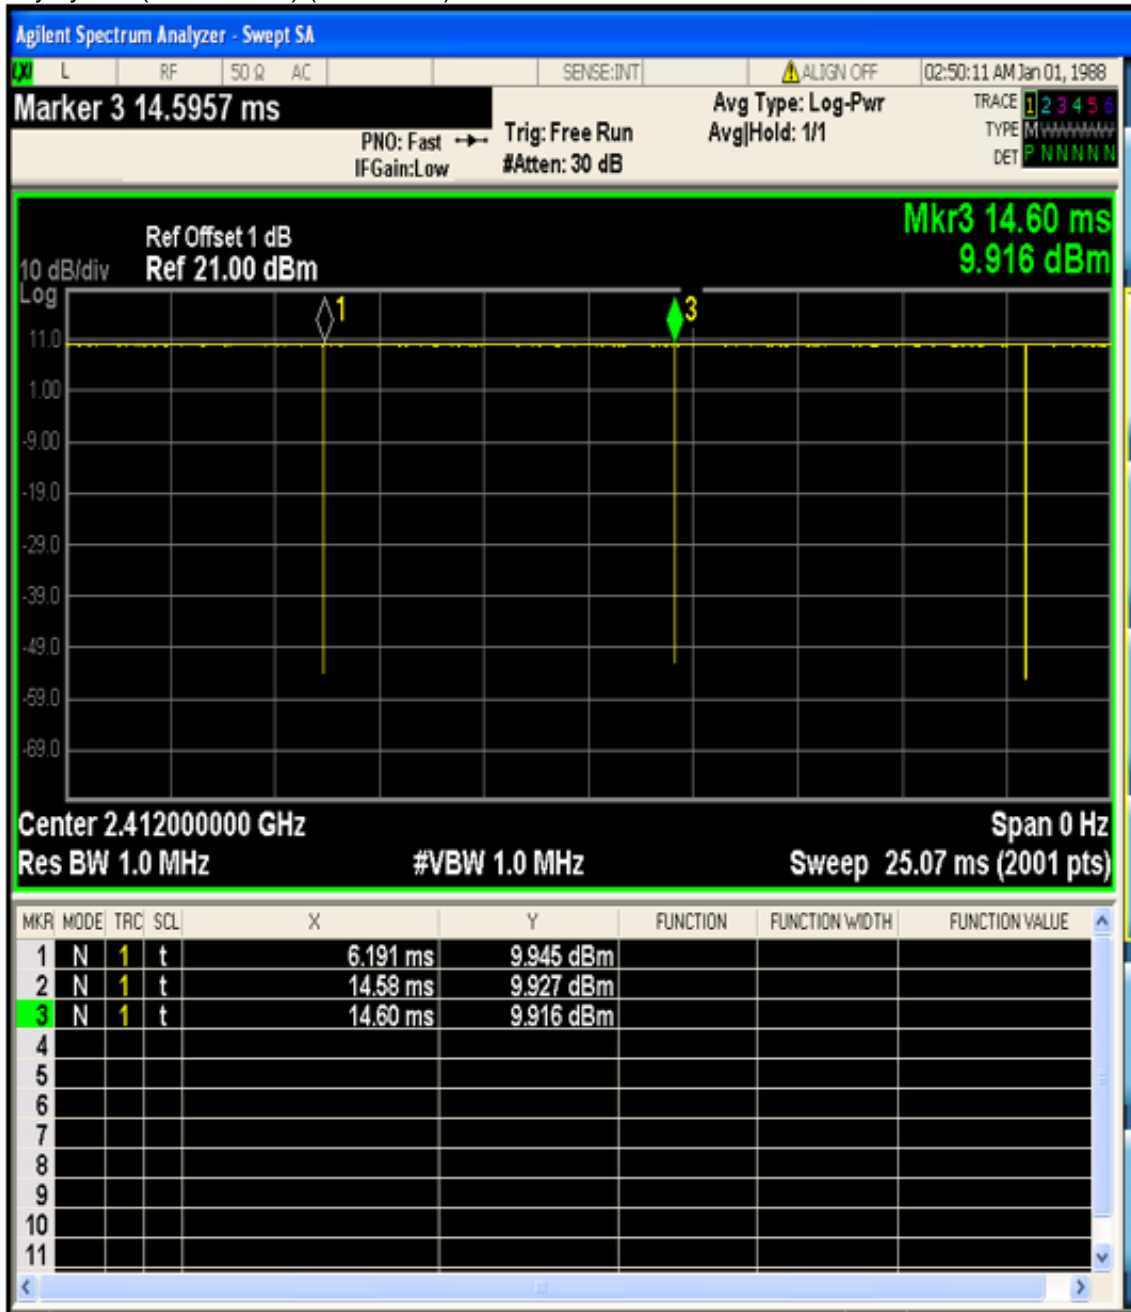 Agilent Spectrum Analyzer - Swept SA
LXI L RF 50 Ω AC SENSE:INT ALIGN OFF 02:50:11 AM Jan 01, 1988
Marker 3 14.5957 ms
PNO: Fast
IFGain:Low
Trig: Free Run
#Atten: 30 dB
Avg Type: Log-Pwr
Avg|Hold: 1/1
TRACE 1 2 3 4 5 6
TYPE M WWWWW
DET P N N N N N
Mkr3 14.60 ms
9.916 dBm
Ref Offset 1 dB
10 dB/div Ref 21.00 dBm
Log
1
3
11.0
1.00
-9.00
-19.0
-29.0
-39.0
-49.0
-59.0
-69.0
Center 2.412000000 GHz Span 0 Hz
Res BW 1.0 MHz #VBW 1.0 MHz Sweep 25.07 ms (2001 pts)
MKR MODE TRC SCL X Y FUNCTION FUNCTION WIDTH FUNCTION VALUE
1 N 1 t 6.191 ms 9.945 dBm
2 N 1 t 14.58 ms 9.927 dBm
3 N 1 t 14.60 ms 9.916 dBm
4
5
6
7
8
9
10
11